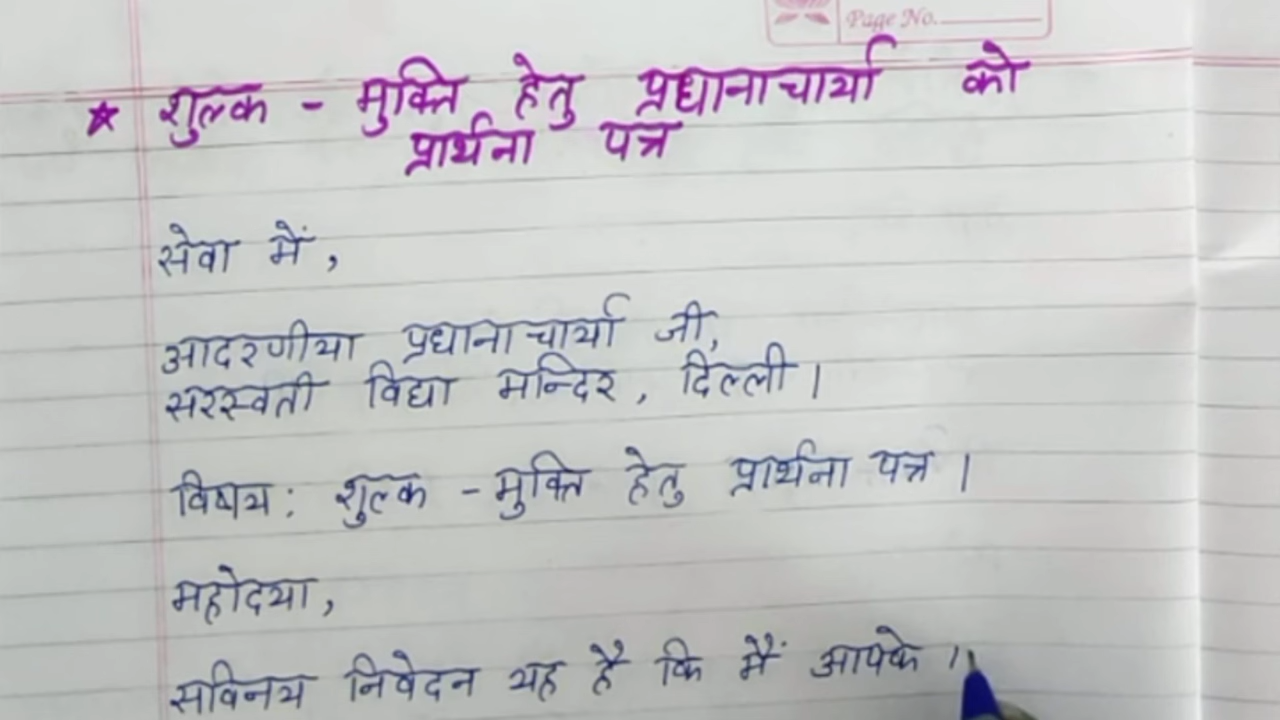 Page No.
★ शुल्क - मुक्ति हेतु प्रधानाचार्या को
प्रार्थना पत्र
सेवा में,
आदरणीया प्रधानाचार्या जी,
सरस्वती विद्या मन्दिर, दिल्ली।
विषय: शुल्क - मुक्ति हेतु प्रार्थना पत्र।
महोदया,
सविनय निवेदन यह है कि मैं आपके